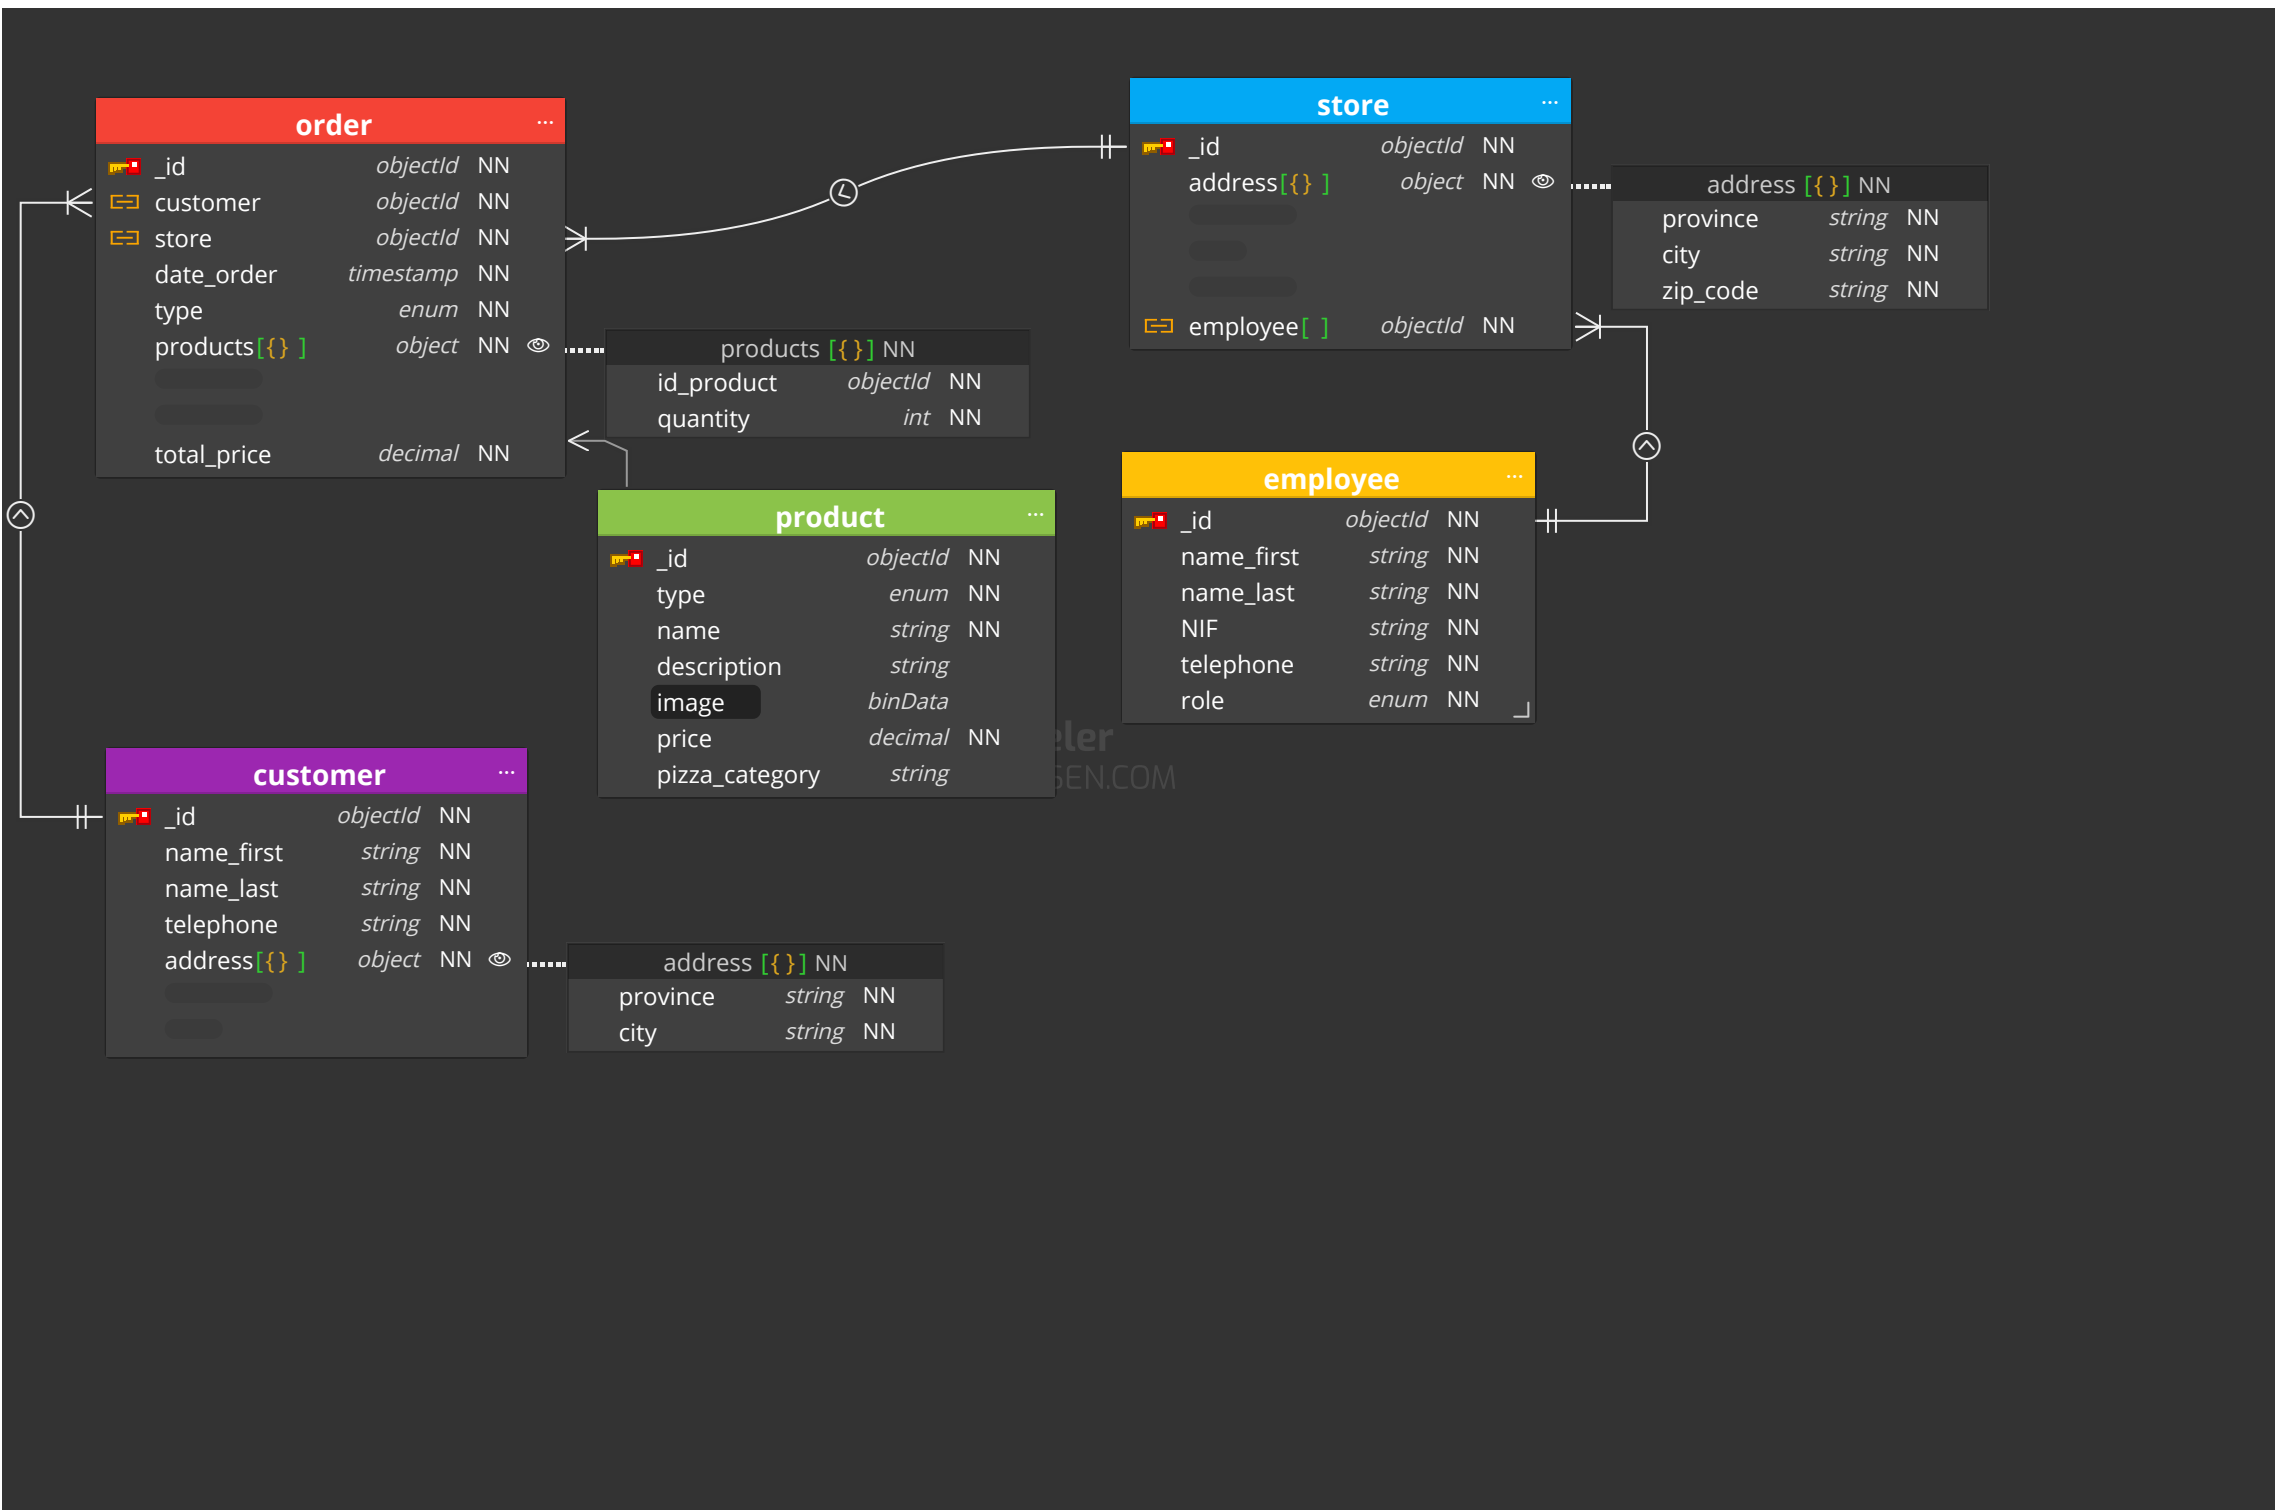 order ...
_id objectId NN
customer objectId NN
store objectId NN
date_order timestamp NN
type enum NN
products[{} ] object NN
total_price decimal NN
products [{}] NN
id_product objectId NN
quantity int NN
store ...
_id objectId NN
address[{} ] object NN
employee[ ] objectId NN
address [{}] NN
province string NN
city string NN
zip_code string NN
product ...
_id objectId NN
type enum NN
name string NN
description string
image binData
price decimal NN
pizza_category string
employee ...
_id objectId NN
name_first string NN
name_last string NN
NIF string NN
telephone string NN
role enum NN
customer ...
_id objectId NN
name_first string NN
name_last string NN
telephone string NN
address[{} ] object NN
address [{}] NN
province string NN
city string NN